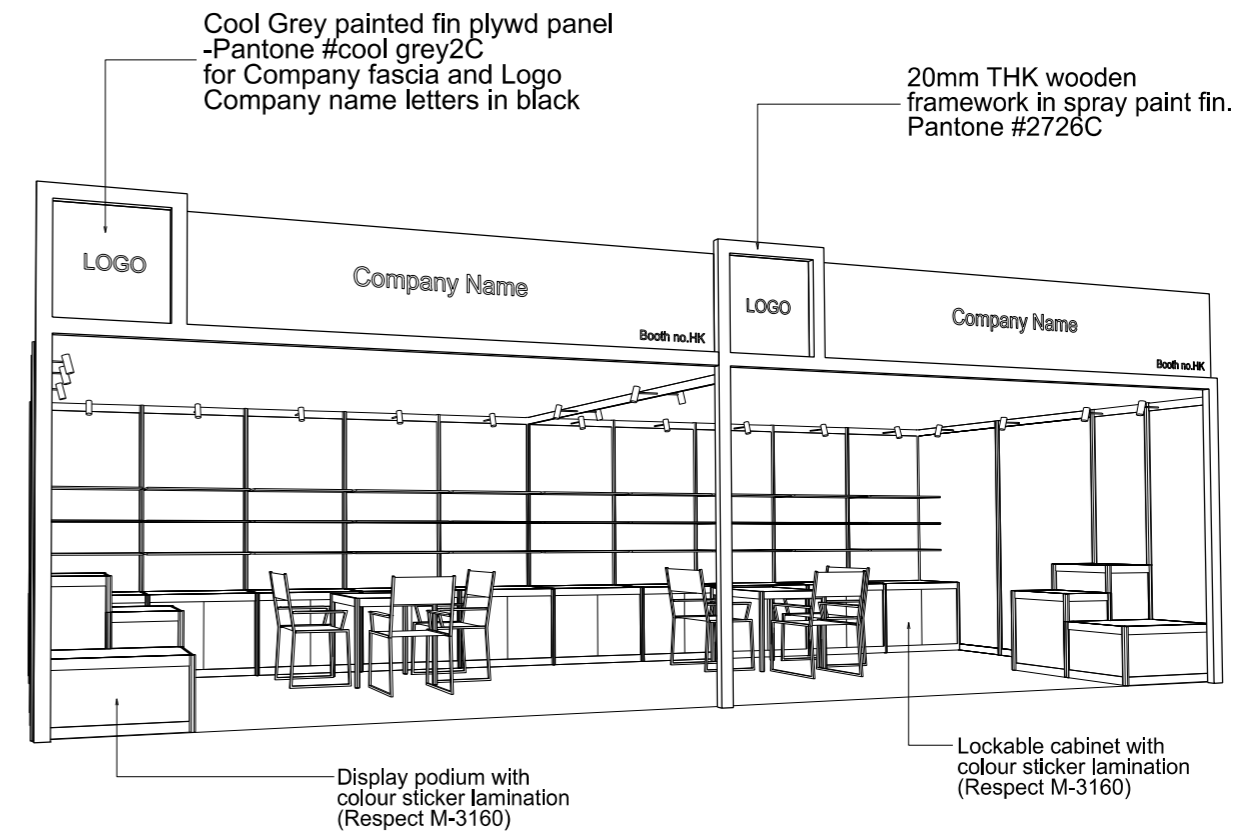 Cool Grey painted fin plywd panel
-Pantone #cool grey2C
for Company fascia and Logo
Company name letters in black
20mm THK wooden
framework in spray paint fin.
Pantone #2726C
LOGO
Company Name
Booth no.HK
LOGO
Company Name
Booth no.HK
Display podium with
colour sticker lamination
(Respect M-3160)
Lockable cabinet with
colour sticker lamination
(Respect M-3160)